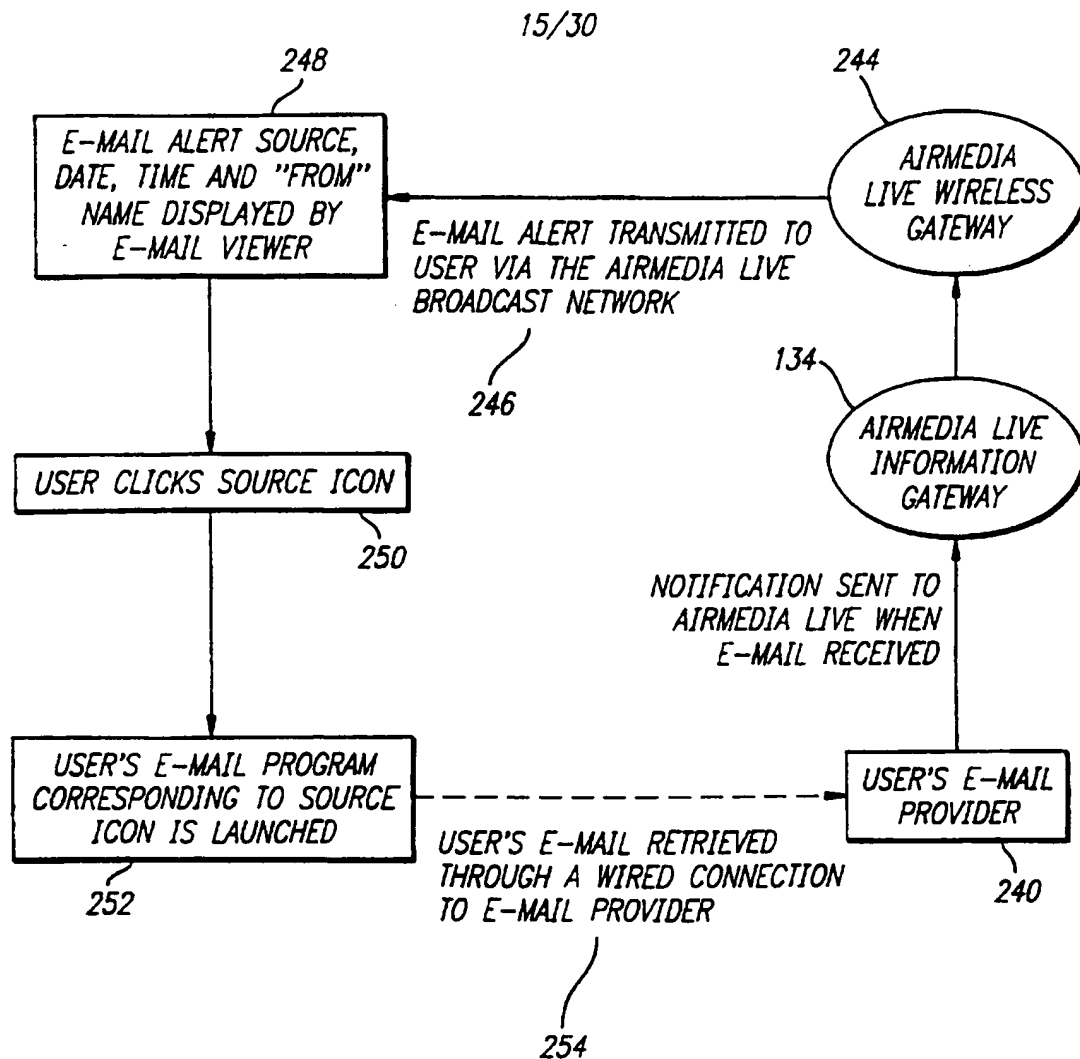 15/30
248
E-MAIL ALERT SOURCE,
DATE, TIME AND "FROM"
NAME DISPLAYED BY
E-MAIL VIEWER
244
AIRMEDIA
LIVE WIRELESS
GATEWAY
E-MAIL ALERT TRANSMITTED TO
USER VIA THE AIRMEDIA LIVE
BROADCAST NETWORK
246
134
AIRMEDIA LIVE
INFORMATION
GATEWAY
USER CLICKS SOURCE ICON
250
NOTIFICATION SENT TO
AIRMEDIA LIVE WHEN
E-MAIL RECEIVED
USER'S E-MAIL PROGRAM
CORRESPONDING TO SOURCE
ICON IS LAUNCHED
252
USER'S E-MAIL
PROVIDER
240
USER'S E-MAIL RETRIEVED
THROUGH A WIRED CONNECTION
TO E-MAIL PROVIDER
254